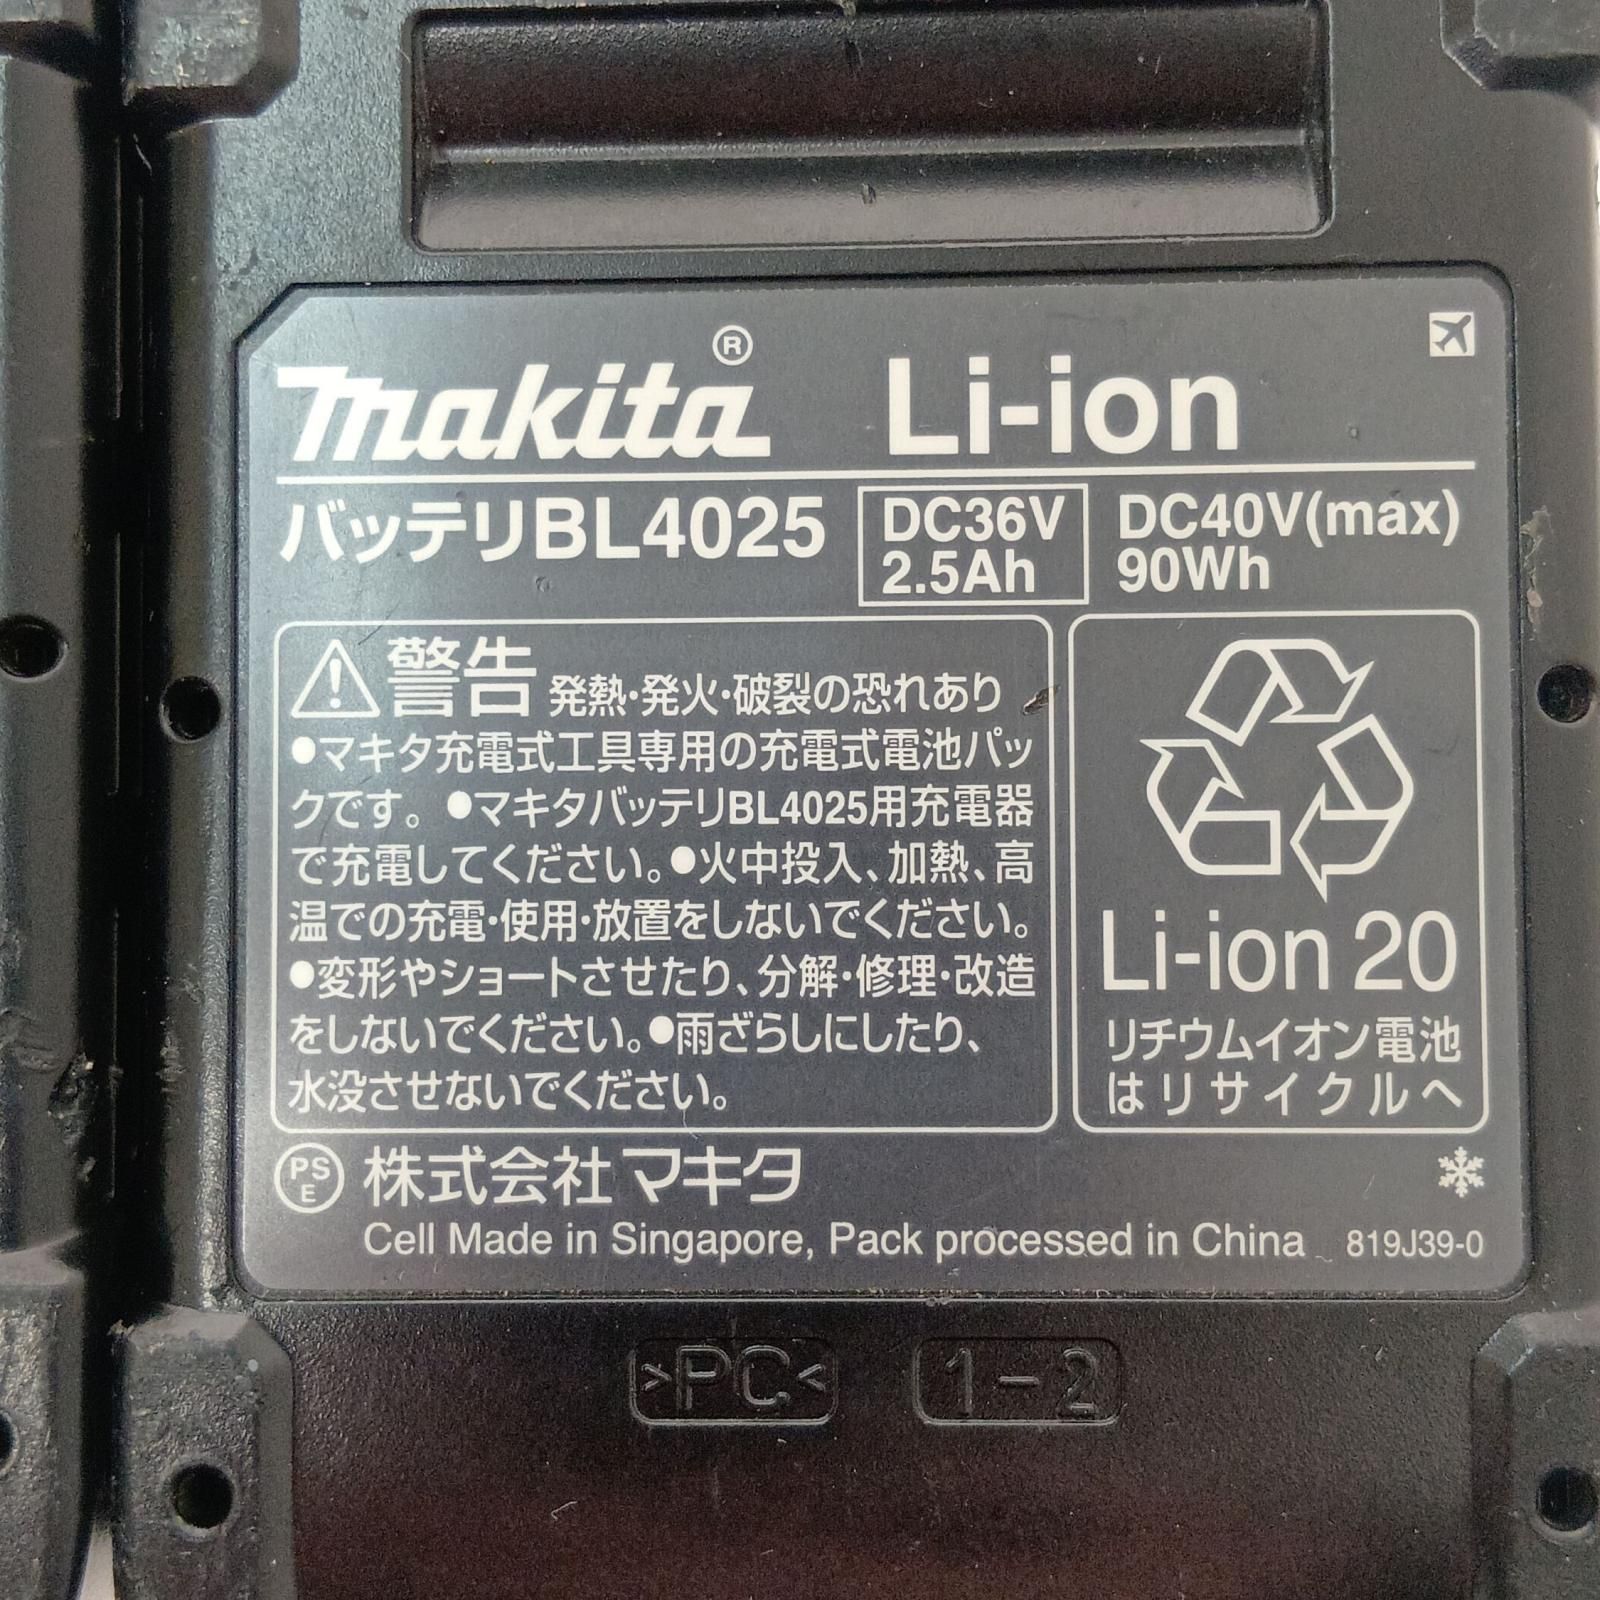 makita® Li-ion
バッテリBL4025 DC36V 2.5Ah DC40V(max) 90Wh
警告 発熱・発火・破裂の恐れあり
●マキタ充電式工具専用の充電式電池パッ
クです。●マキタバッテリBL4025用充電器
で充電してください。●火中投入、加熱、高
温での充電・使用・放置をしないでください。
●変形やショートさせたり、分解・修理・改造
をしないでください。●雨ざらしにしたり、
水没させないでください。
Li-ion 20
リチウムイオン電池
はリサイクルへ
PS
E
株式会社マキタ
Cell Made in Singapore, Pack processed in China 819J39-0
>PC< 1-2